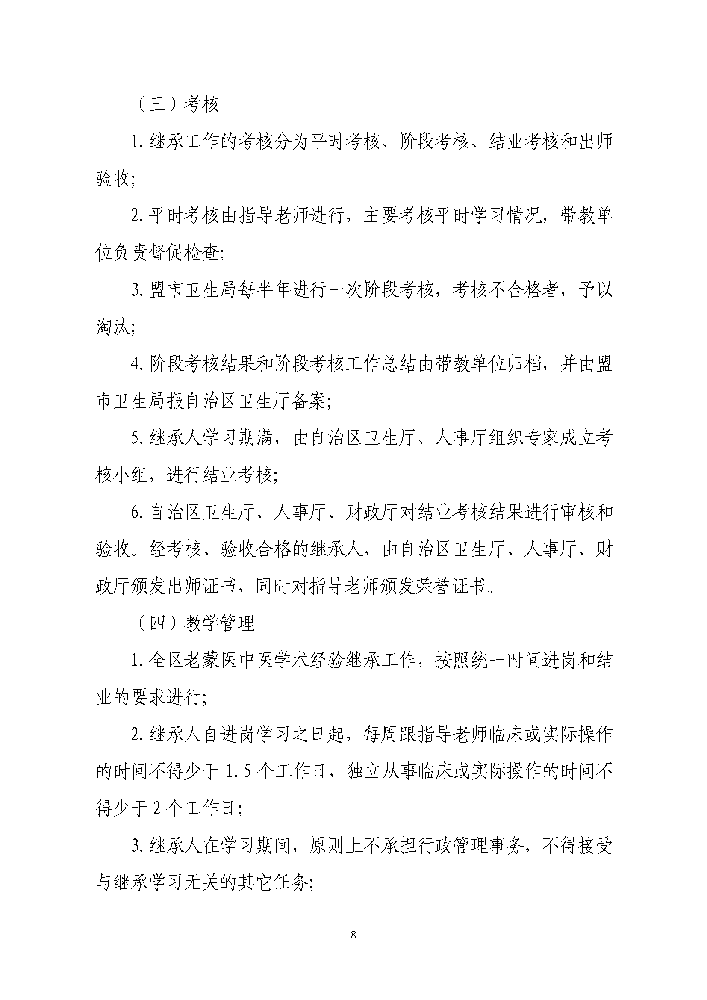 （三）考核
1.继承工作的考核分为平时考核、阶段考核、结业考核和出师
验收;
2.平时考核由指导老师进行，主要考核平时学习情况，带教单
位负责督促检查;
3.盟市卫生局每半年进行一次阶段考核，考核不合格者，予以
淘汰;
4.阶段考核结果和阶段考核工作总结由带教单位归档，并由盟
市卫生局报自治区卫生厅备案;
5.继承人学习期满，由自治区卫生厅、人事厅组织专家成立考
核小组，进行结业考核;
6.自治区卫生厅、人事厅、财政厅对结业考核结果进行审核和
验收。经考核、验收合格的继承人，由自治区卫生厅、人事厅、财
政厅颁发出师证书，同时对指导老师颁发荣誉证书。
（四）教学管理
1.全区老蒙医中医学术经验继承工作，按照统一时间进岗和结
业的要求进行;
2.继承人自进岗学习之日起，每周跟指导老师临床或实际操作
的时间不得少于 1.5 个工作日，独立从事临床或实际操作的时间不
得少于 2 个工作日;
3.继承人在学习期间，原则上不承担行政管理事务，不得接受
与继承学习无关的其它任务;
8